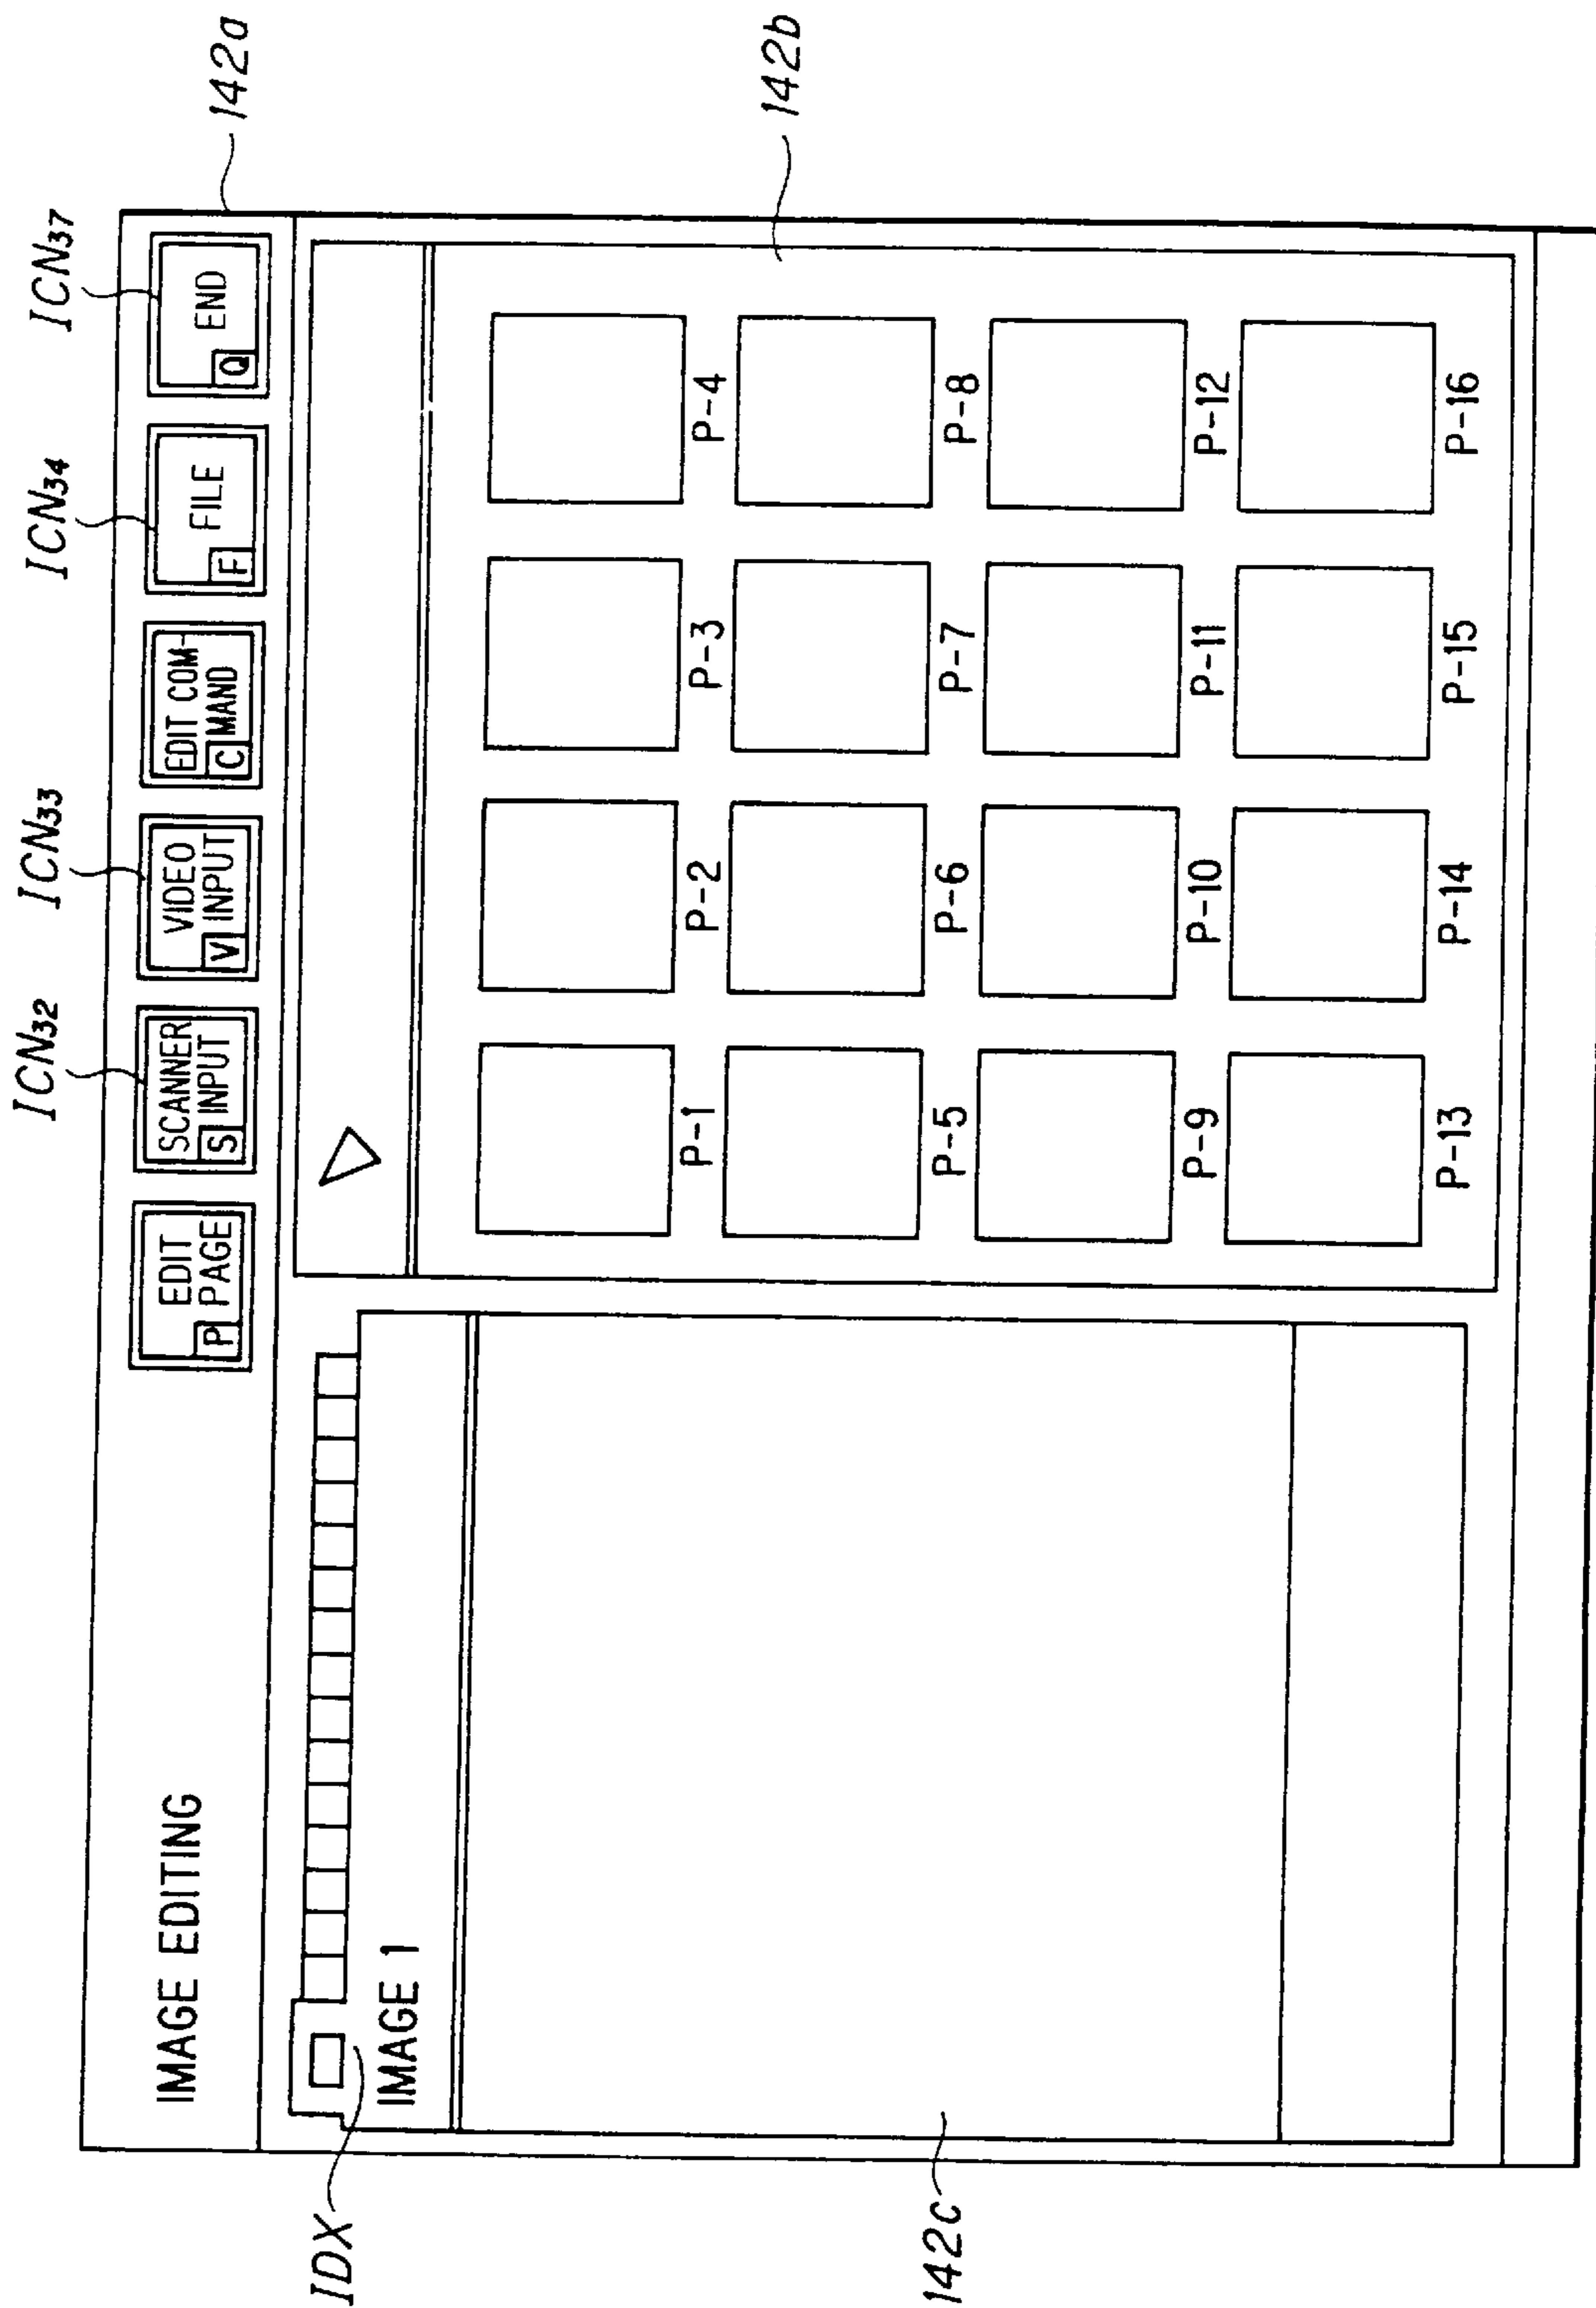 ICN32
ICN33
ICN34
ICN37
142a
IMAGE EDITING
EDIT
P PAGE
SCANNER
S INPUT
VIDEO
V INPUT
EDIT COM-
C MAND
FILE
F
END
Q
IDX
IMAGE 1
142b
P-1 P-2 P-3 P-4
P-5 P-6 P-7 P-8
P-9 P-10 P-11 P-12
P-13 P-14 P-15 P-16
142c